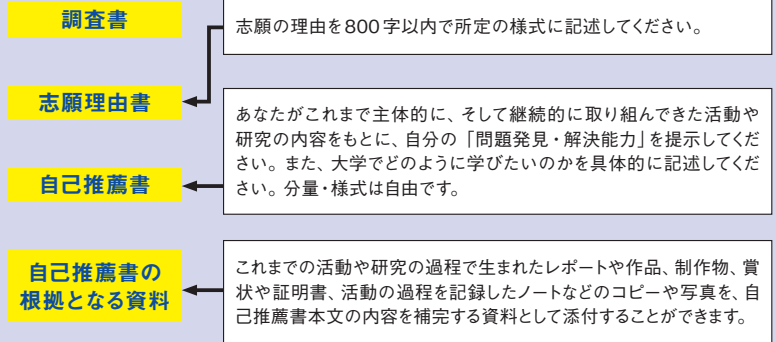 調査書
志願の理由を800字以内で所定の様式に記述してください。
志願理由書
あなたがこれまで主体的に、そして継続的に取り組んできた活動や
研究の内容をもとに、自分の「問題発見・解決能力」を提示してくだ
さい。また、大学でどのように学びたいのかを具体的に記述してくだ
さい。分量・様式は自由です。
自己推薦書
自己推薦書の
根拠となる資料
これまでの活動や研究の過程で生まれたレポートや作品、制作物、賞
状や証明書、活動の過程を記録したノートなどのコピーや写真を、自
己推薦書本文の内容を補完する資料として添付することができます。